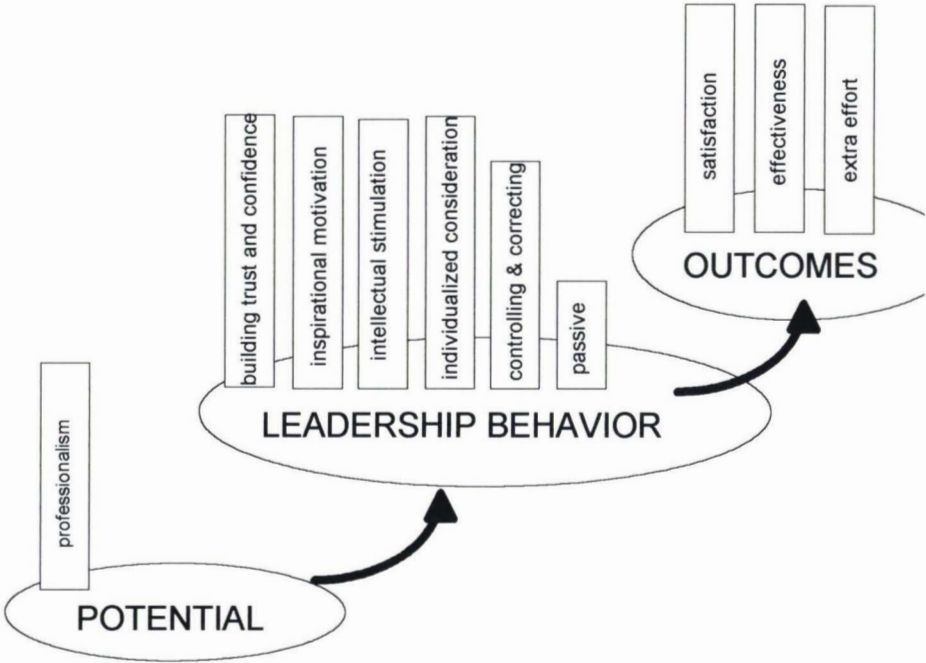 satisfaction
effectiveness
extra effort
OUTCOMES
building trust and confidence
inspirational motivation
intellectual stimulation
individualized consideration
controlling & correcting
passive
LEADERSHIP BEHAVIOR
professionalism
POTENTIAL